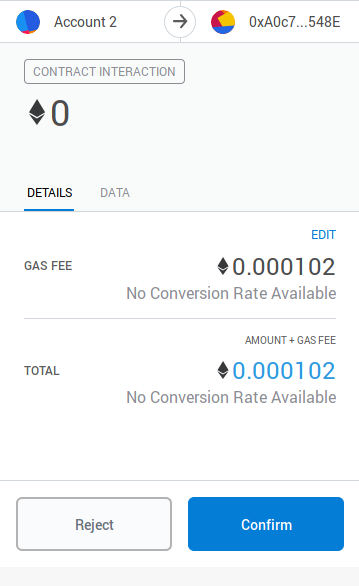 Account 2
0xA0c7...548E
CONTRACT INTERACTION
0
DETAILS
DATA
EDIT
GAS FEE
0.000102
No Conversion Rate Available
AMOUNT + GAS FEE
TOTAL
0.000102
No Conversion Rate Available
Reject
Confirm